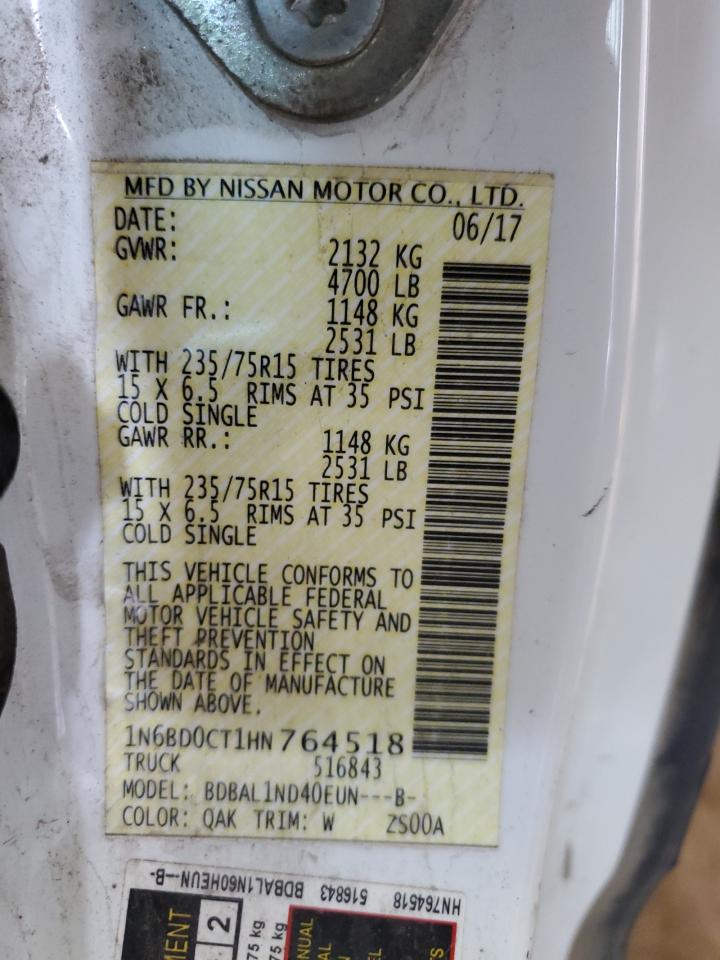 MFD BY NISSAN MOTOR CO., LTD.
DATE: 06/17
GVWR: 2132 KG
4700 LB
GAWR FR.: 1148 KG
2531 LB
WITH 235/75R15 TIRES
15 X 6.5 RIMS AT 35 PSI
COLD SINGLE
GAWR RR.: 1148 KG
2531 LB
WITH 235/75R15 TIRES
15 X 6.5 RIMS AT 35 PSI
COLD SINGLE
THIS VEHICLE CONFORMS TO
ALL APPLICABLE FEDERAL
MOTOR VEHICLE SAFETY AND
THEFT PREVENTION
STANDARDS IN EFFECT ON
THE DATE OF MANUFACTURE
SHOWN ABOVE.
1N6BD0CT1HN764518
TRUCK 516843
MODEL: BDBAL1ND40EUN---B-
COLOR: QAK TRIM: W ZS00A
HN764518 516843 BDBAL1N60HEUN--B-
2
75 kg
75 kg